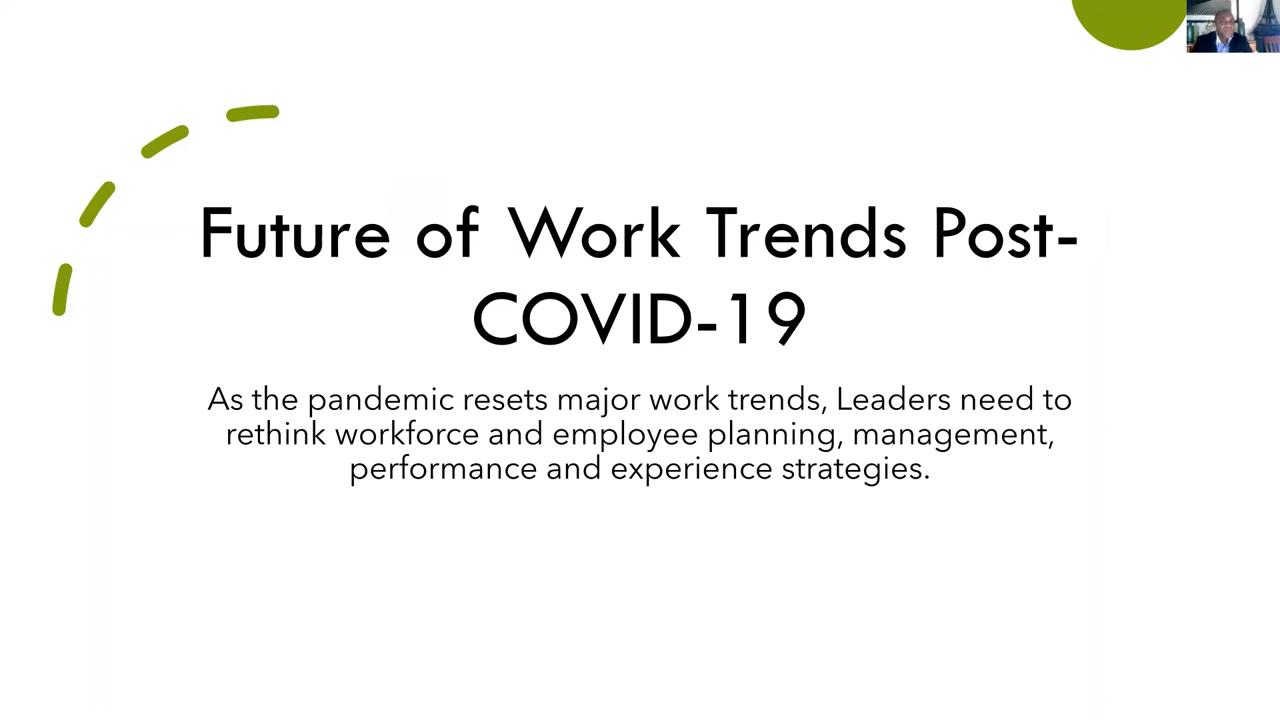 Future of Work Trends Post-
COVID-19
As the pandemic resets major work trends, Leaders need to
rethink workforce and employee planning, management,
performance and experience strategies.